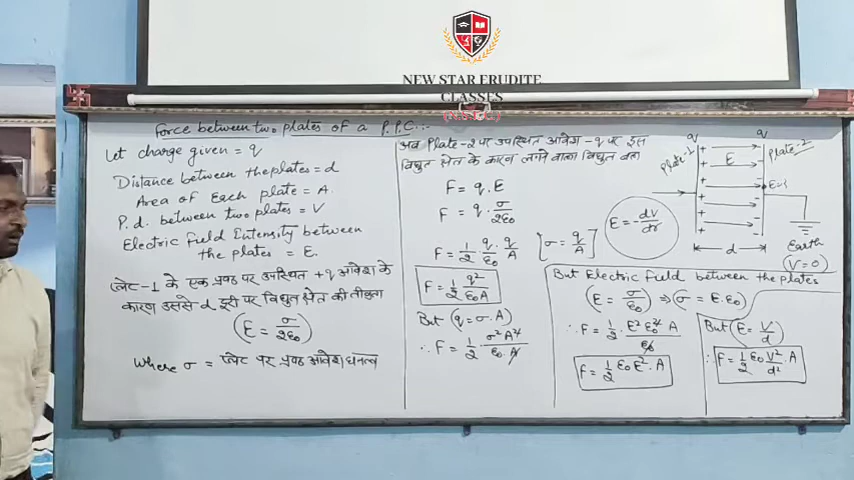 NEW STAR ERUDITE
CLASSES
Force between two plates of a P.P.C:-
Let charge given = q
Distance between the plates = d
Area of Each plate = A.
P.d. between two plates = V
Electric field Intensity between
the plates = E.
प्लेट-1 के एक पृष्ठ पर उपस्थित +q आवेश के
कारण उससे d दूरी पर विद्युत क्षेत्र की तीव्रता
(E = σ/2ε₀)
Where σ = प्लेट पर पृष्ठ आवेश घनत्व
अब Plate-2 पर उपस्थित आवेश -q पर इस
विद्युत क्षेत्र के कारण लगने वाला विद्युत बल
F = q.E
F = q.σ/2ε₀
F = 1/2 q/ε₀ . q/A [σ = q/A]
F = 1/2 q²/ε₀A
But (q = σ.A)
∴ F = 1/2 . σ²A²/ε₀.A
q q
Plate-1 E Plate-2
E = -dV/dr
d
Earth
(V=0)
But Electric field between the plates
(E = σ/ε₀) ⇒ (σ = E.ε₀)
∴ F = 1/2 . E²ε₀² A/ε₀
F = 1/2 ε₀E².A
But (E = V/d)
∴ F = 1/2 ε₀ V²/d² . A